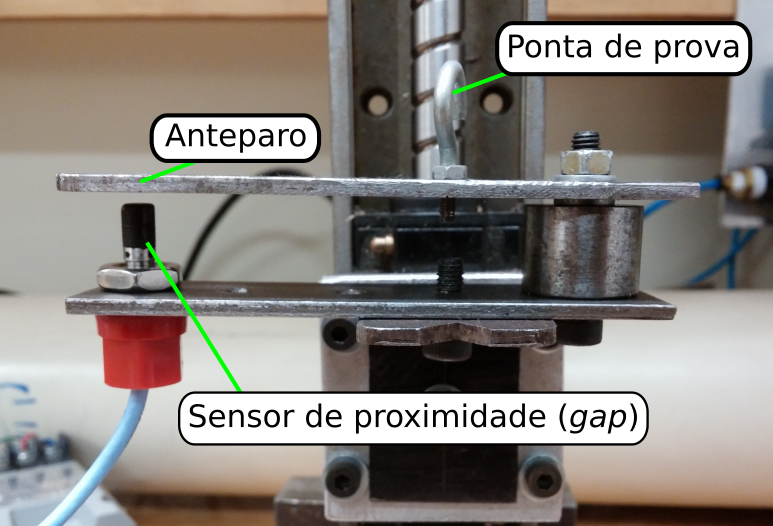 Ponta de prova
Anteparo
Sensor de proximidade (gap)